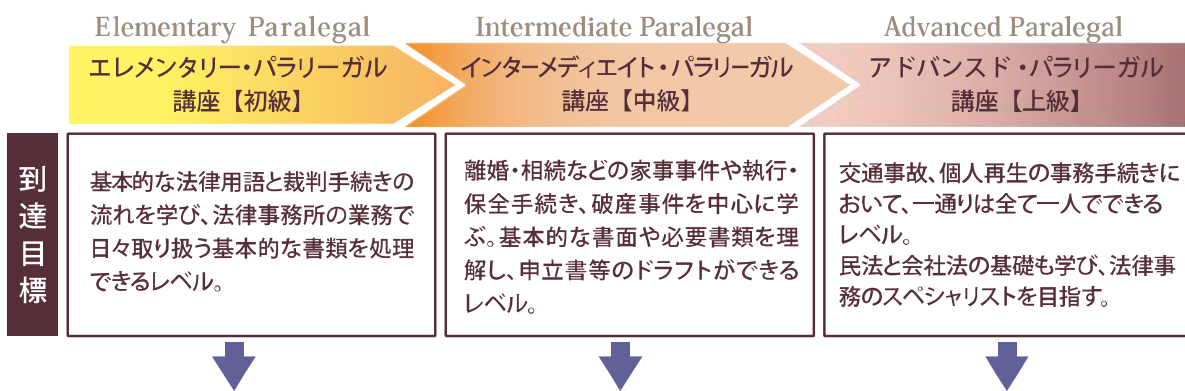 Elementary Paralegal
エレメンタリー・パラリーガル
講座【初級】
Intermediate Paralegal
インターメディエイト・パラリーガル
講座【中級】
Advanced Paralegal
アドバンスド・パラリーガル
講座【上級】
到達目標
基本的な法律用語と裁判手続きの
流れを学び、法律事務所の業務で
日々取り扱う基本的な書類を処理
できるレベル。
離婚・相続などの家事事件や執行・
保全手続き、破産事件を中心に学
ぶ。基本的な書面や必要書類を理
解し、申立書等のドラフトができる
レベル。
交通事故、個人再生の事務手続きに
おいて、一通りは全て一人でできる
レベル。
民法と会社法の基礎も学び、法律事
務のスペシャリストを目指す。